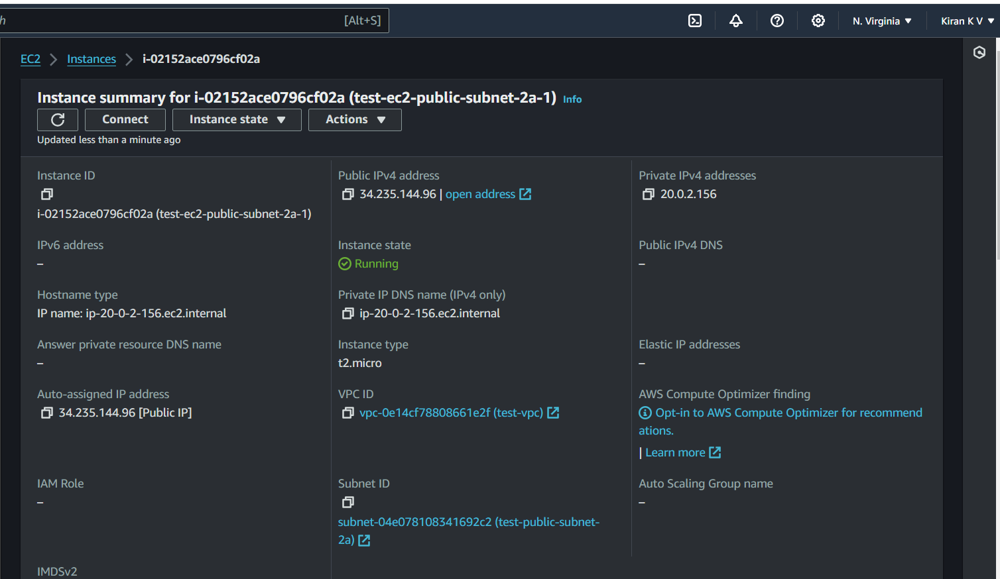 h [Alt+S] N. Virginia ▼ Kiran K V ▼
EC2 > Instances > i-02152ace0796cf02a
Instance summary for i-02152ace0796cf02a (test-ec2-public-subnet-2a-1) Info
Connect Instance state ▼ Actions ▼
Updated less than a minute ago
Instance ID
i-02152ace0796cf02a (test-ec2-public-subnet-2a-1)
Public IPv4 address
34.235.144.96 | open address
Private IPv4 addresses
20.0.2.156
IPv6 address
–
Instance state
Running
Public IPv4 DNS
–
Hostname type
IP name: ip-20-0-2-156.ec2.internal
Private IP DNS name (IPv4 only)
ip-20-0-2-156.ec2.internal
Answer private resource DNS name
–
Instance type
t2.micro
Elastic IP addresses
–
Auto-assigned IP address
34.235.144.96 [Public IP]
VPC ID
vpc-0e14cf78808661e2f (test-vpc)
AWS Compute Optimizer finding
Opt-in to AWS Compute Optimizer for recommend
ations.
| Learn more
IAM Role
–
Subnet ID
subnet-04e078108341692c2 (test-public-subnet-
2a)
Auto Scaling Group name
–
IMDSv2